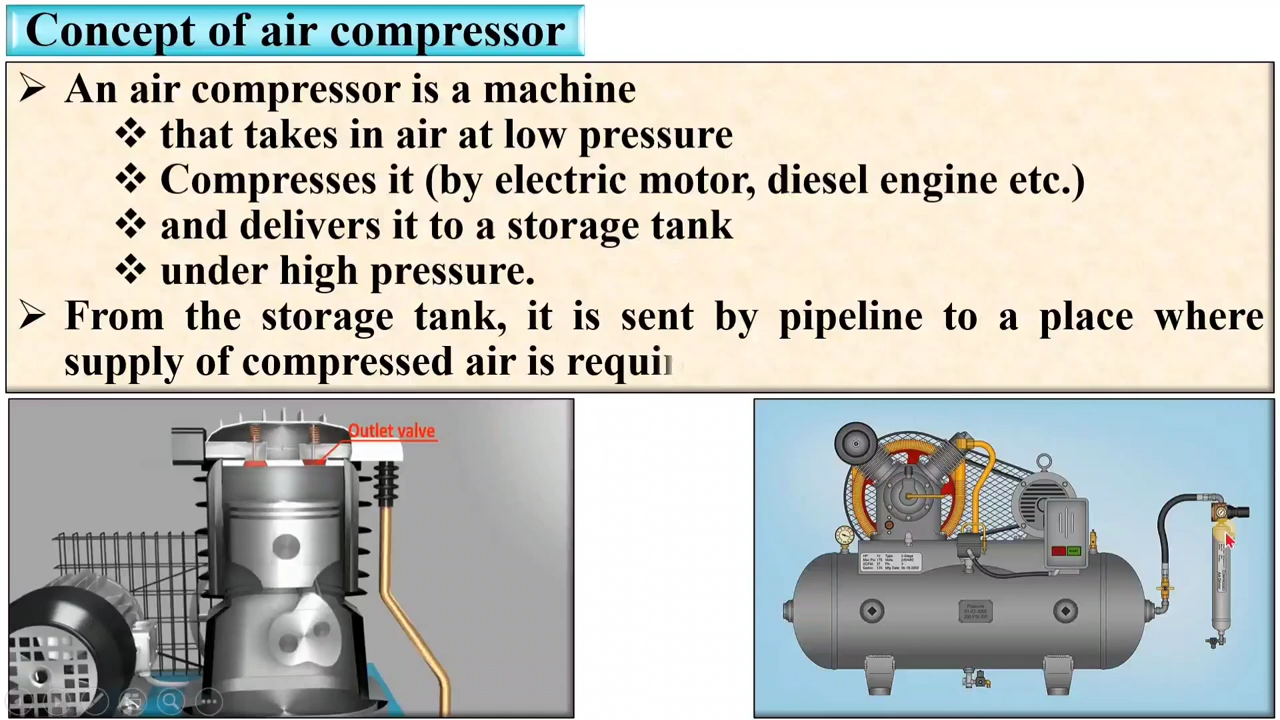 Concept of air compressor
➢ An air compressor is a machine
❖ that takes in air at low pressure
❖ Compresses it (by electric motor, diesel engine etc.)
❖ and delivers it to a storage tank
❖ under high pressure.
➢ From the storage tank, it is sent by pipeline to a place where
supply of compressed air is requi
Outlet valve